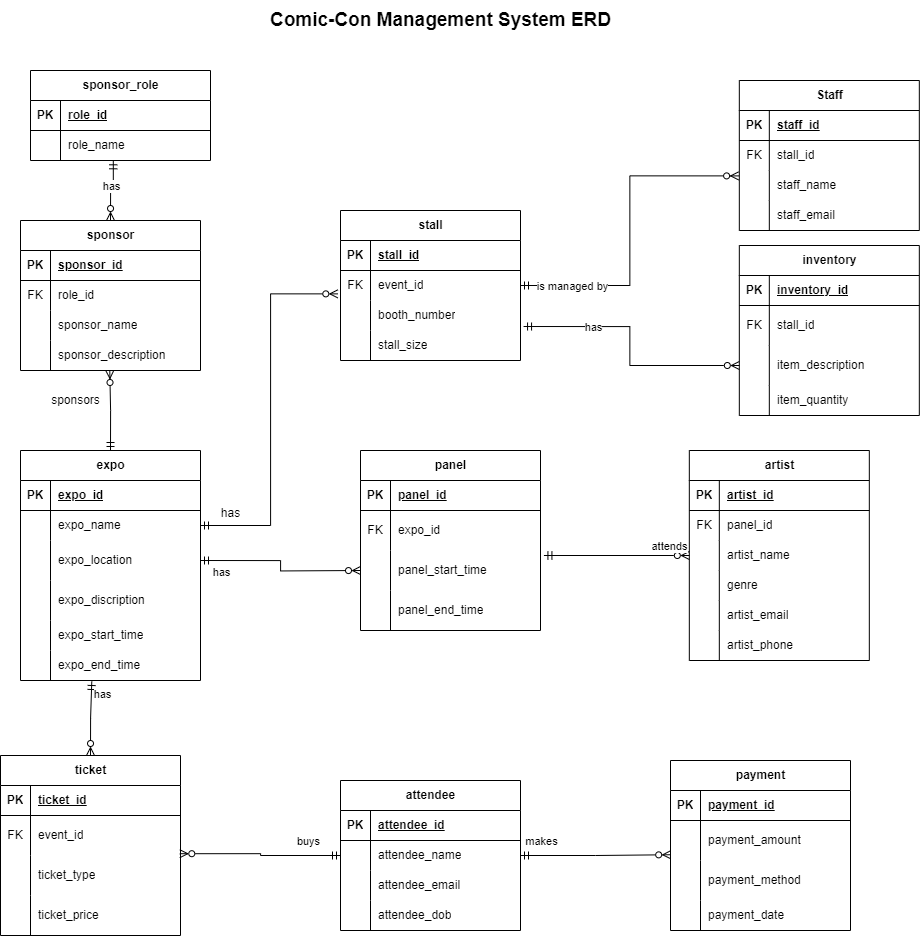 Comic-Con Management System ERD
sponsor_role
PK role_id
role_name
has
sponsor
PK sponsor_id
FK role_id
sponsor_name
sponsor_description
sponsors
expo
PK expo_id
expo_name
expo_location
expo_discription
expo_start_time
expo_end_time
has
has
has
stall
PK stall_id
FK event_id
booth_number
stall_size
is managed by
has
Staff
PK staff_id
FK stall_id
staff_name
staff_email
inventory
PK inventory_id
FK stall_id
item_description
item_quantity
panel
PK panel_id
FK expo_id
panel_start_time
panel_end_time
attends
artist
PK artist_id
FK panel_id
artist_name
genre
artist_email
artist_phone
ticket
PK ticket_id
FK event_id
ticket_type
ticket_price
buys
attendee
PK attendee_id
attendee_name
attendee_email
attendee_dob
makes
payment
PK payment_id
payment_amount
payment_method
payment_date